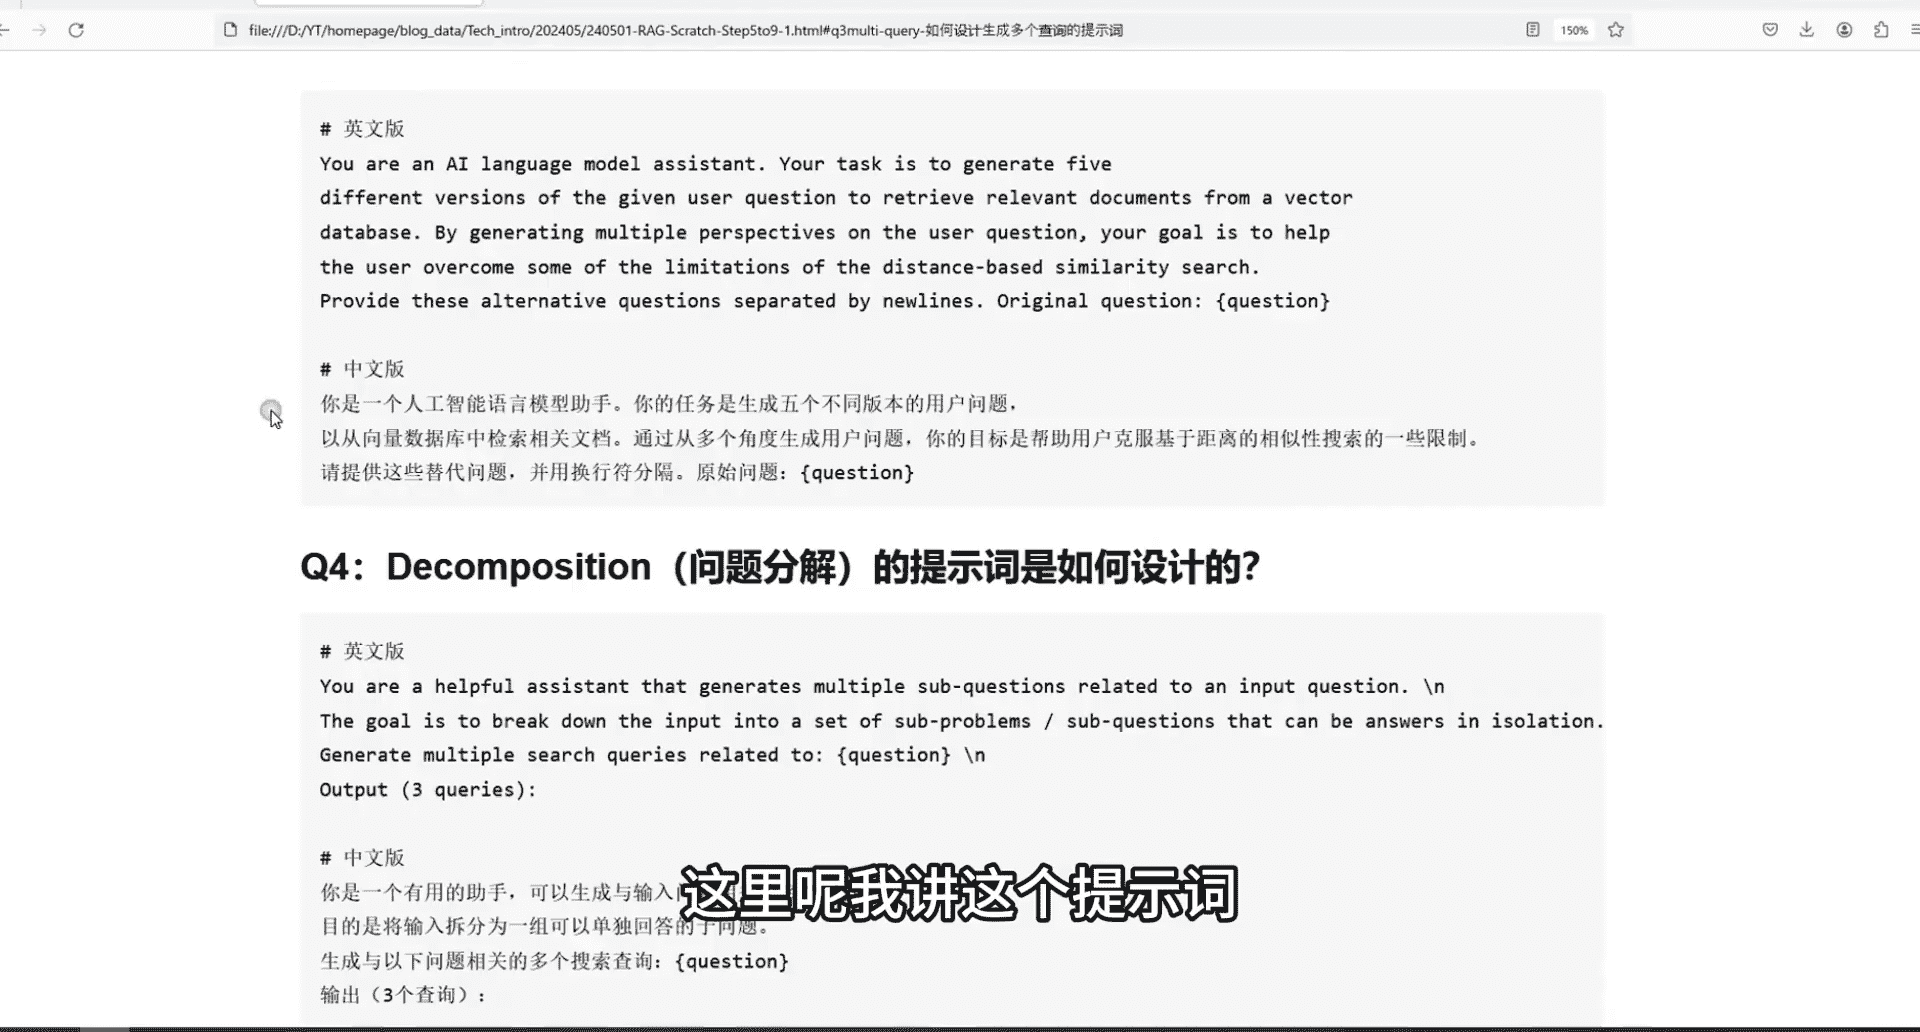 file:///D:/YT/homepage/blog_data/Tech_intro/202405/240501-RAG-Scratch-Step5to9-1.html#q3multi-query-如何设计生成多个查询的提示词
150%
# 英文版
You are an AI language model assistant. Your task is to generate five
different versions of the given user question to retrieve relevant documents from a vector
database. By generating multiple perspectives on the user question, your goal is to help
the user overcome some of the limitations of the distance-based similarity search.
Provide these alternative questions separated by newlines. Original question: {question}
# 中文版
你是一个人工智能语言模型助手。你的任务是生成五个不同版本的用户问题，
以从向量数据库中检索相关文档。通过从多个角度生成用户问题，你的目标是帮助用户克服基于距离的相似性搜索的一些限制。
请提供这些替代问题，并用换行符分隔。原始问题：{question}
Q4：Decomposition（问题分解）的提示词是如何设计的？
# 英文版
You are a helpful assistant that generates multiple sub-questions related to an input question. \n
The goal is to break down the input into a set of sub-problems / sub-questions that can be answers in isolation.
Generate multiple search queries related to: {question} \n
Output (3 queries):
# 中文版
你是一个有用的助手，可以生成与输入
这里呢我讲这个提示词
目的是将输入拆分为一组可以单独回答的子问题。
生成与以下问题相关的多个搜索查询：{question}
输出（3个查询）：